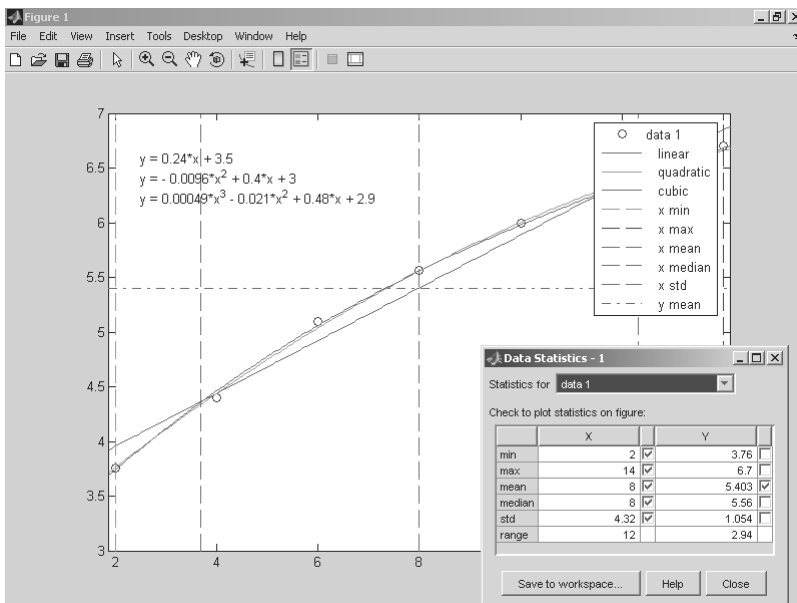 Figure 1
File Edit View Insert Tools Desktop Window Help
7
6.5
6
5.5
5
4.5
4
3.5
3
2 4 6 8
y = 0.24*x + 3.5
y = - 0.0096*x² + 0.4*x + 3
y = 0.00049*x³ - 0.021*x² + 0.48*x + 2.9
data 1
linear
quadratic
cubic
x min
x max
x mean
x median
x std
y mean
Data Statistics - 1
Statistics for data 1
Check to plot statistics on figure:
X Y
min 2 3.76
max 14 6.7
mean 8 5.403
median 8 5.56
std 4.32 1.054
range 12 2.94
Save to workspace... Help Close